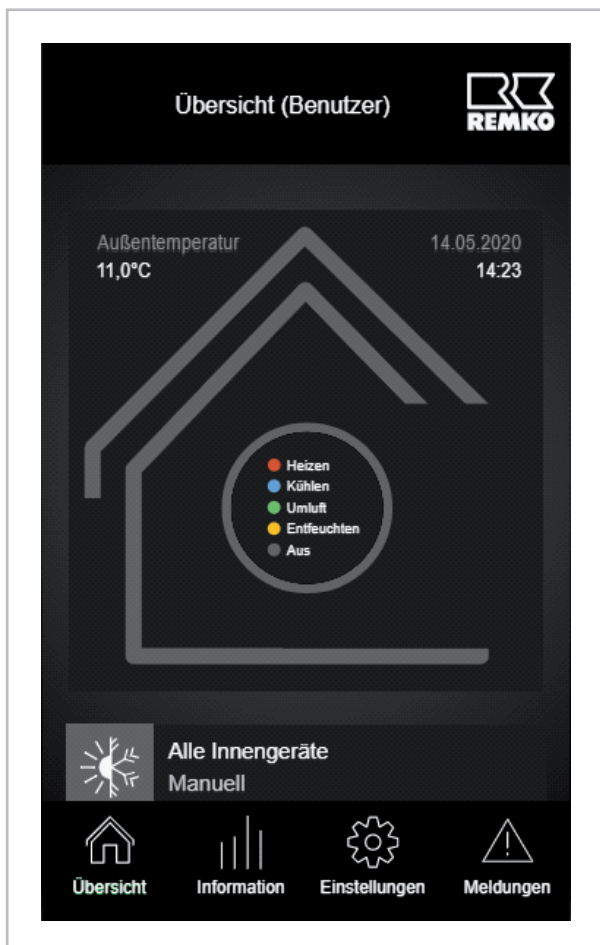 Übersicht (Benutzer)
REMKO
Außentemperatur
14.05.2020
11,0°C
14:23
Heizen
Kühlen
Umluft
Entfeuchten
Aus
Alle Innengeräte
Manuell
Übersicht
Information
Einstellungen
Meldungen